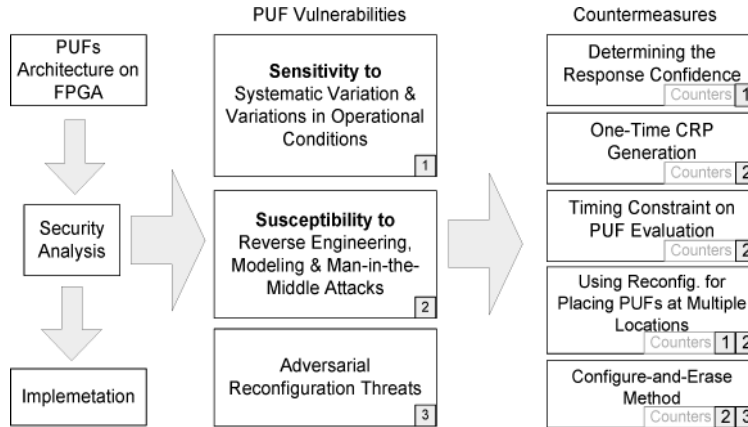 PUF Vulnerabilities
Countermeasures
PUFs
Architecture on
FPGA
Security
Analysis
Implemetation
Sensitivity to
Systematic Variation &
Variations in Operational
Conditions
1
Susceptibility to
Reverse Engineering,
Modeling & Man-in-the-
Middle Attacks
2
Adversarial
Reconfiguration Threats
3
Determining the
Response Confidence
Counters 1
One-Time CRP
Generation
Counters 2
Timing Constraint on
PUF Evaluation
Counters 2
Using Reconfig. for
Placing PUFs at Multiple
Locations
Counters 1 2
Configure-and-Erase
Method
Counters 2 3